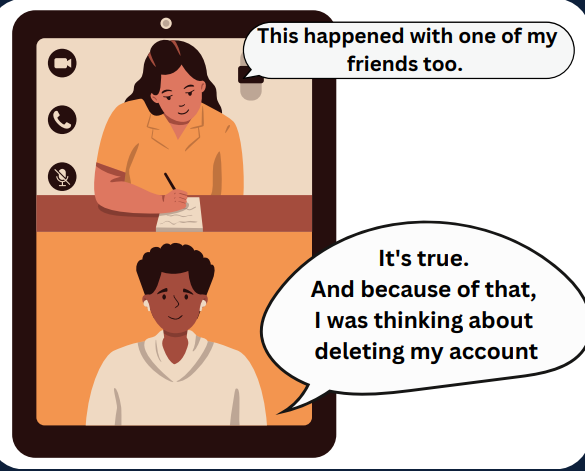 This happened with one of my
friends too.
It's true.
And because of that,
I was thinking about
deleting my account